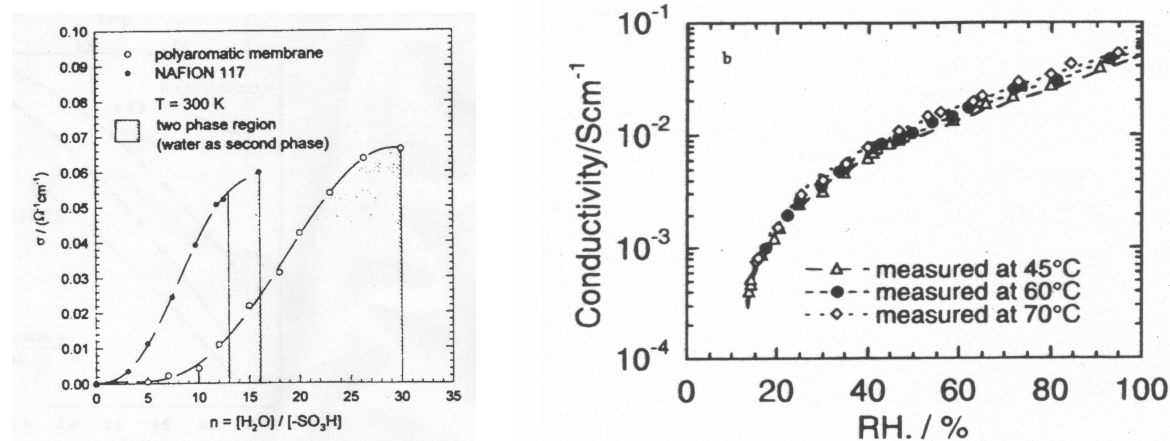 0.10
0.09
0.08
0.07
0.06
0.05
0.04
0.03
0.02
0.01
0.00
σ / (Ω⁻¹cm⁻¹)
polyaromatic membrane
NAFION 117
T = 300 K
two phase region
(water as second phase)
0 5 10 15 20 25 30 35
n = [H₂O] / [-SO₃H]
10⁻¹
10⁻²
10⁻³
10⁻⁴
Conductivity/Scm⁻¹
b
measured at 45°C
measured at 60°C
measured at 70°C
0 20 40 60 80 100
RH. / %